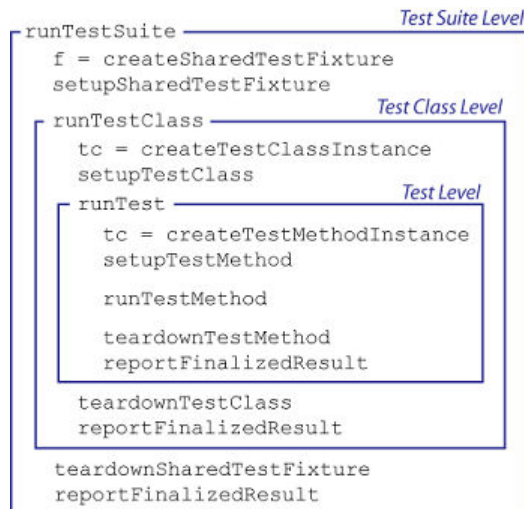 Test Suite Level
runTestSuite
f = createSharedTestFixture
setupSharedTestFixture
Test Class Level
runTestClass
tc = createTestClassInstance
setupTestClass
Test Level
runTest
tc = createTestMethodInstance
setupTestMethod
runTestMethod
teardownTestMethod
reportFinalizedResult
teardownTestClass
reportFinalizedResult
teardownSharedTestFixture
reportFinalizedResult